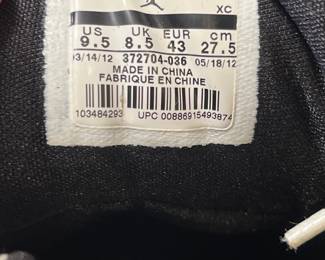 XC
US UK EUR cm
9.5 8.5 43 27.5
03/14/12 372704-036 05/18/12
MADE IN CHINA
FABRIQUE EN CHINE
103484293 UPC 00886915493874